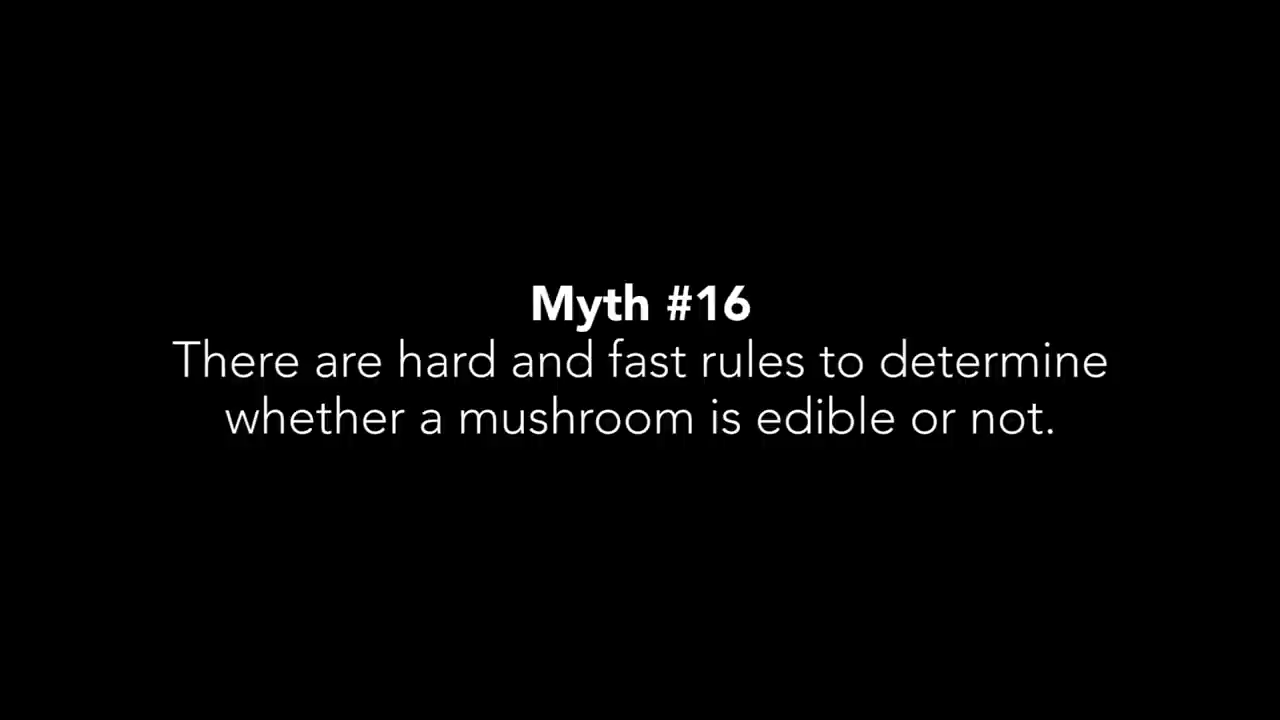 Myth #16
There are hard and fast rules to determine
whether a mushroom is edible or not.